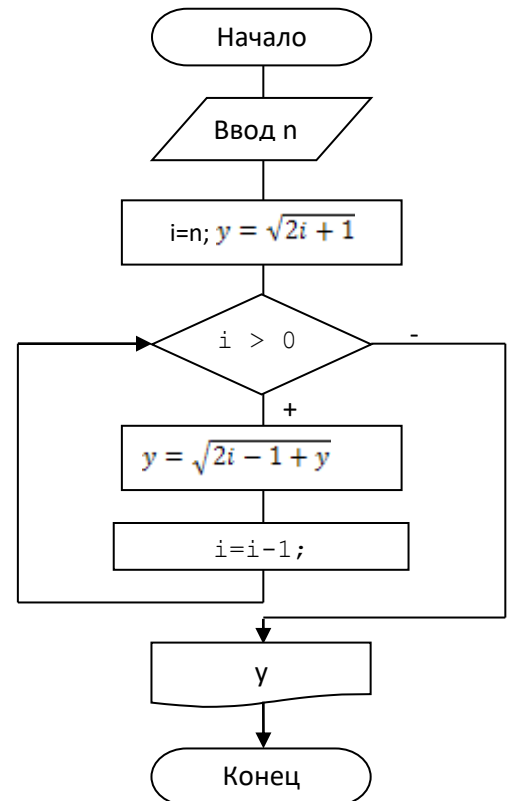 Начало
Ввод n
i=n; y = √2i + 1
i > 0
-
+
y = √2i − 1 + y
i=i-1;
y
Конец